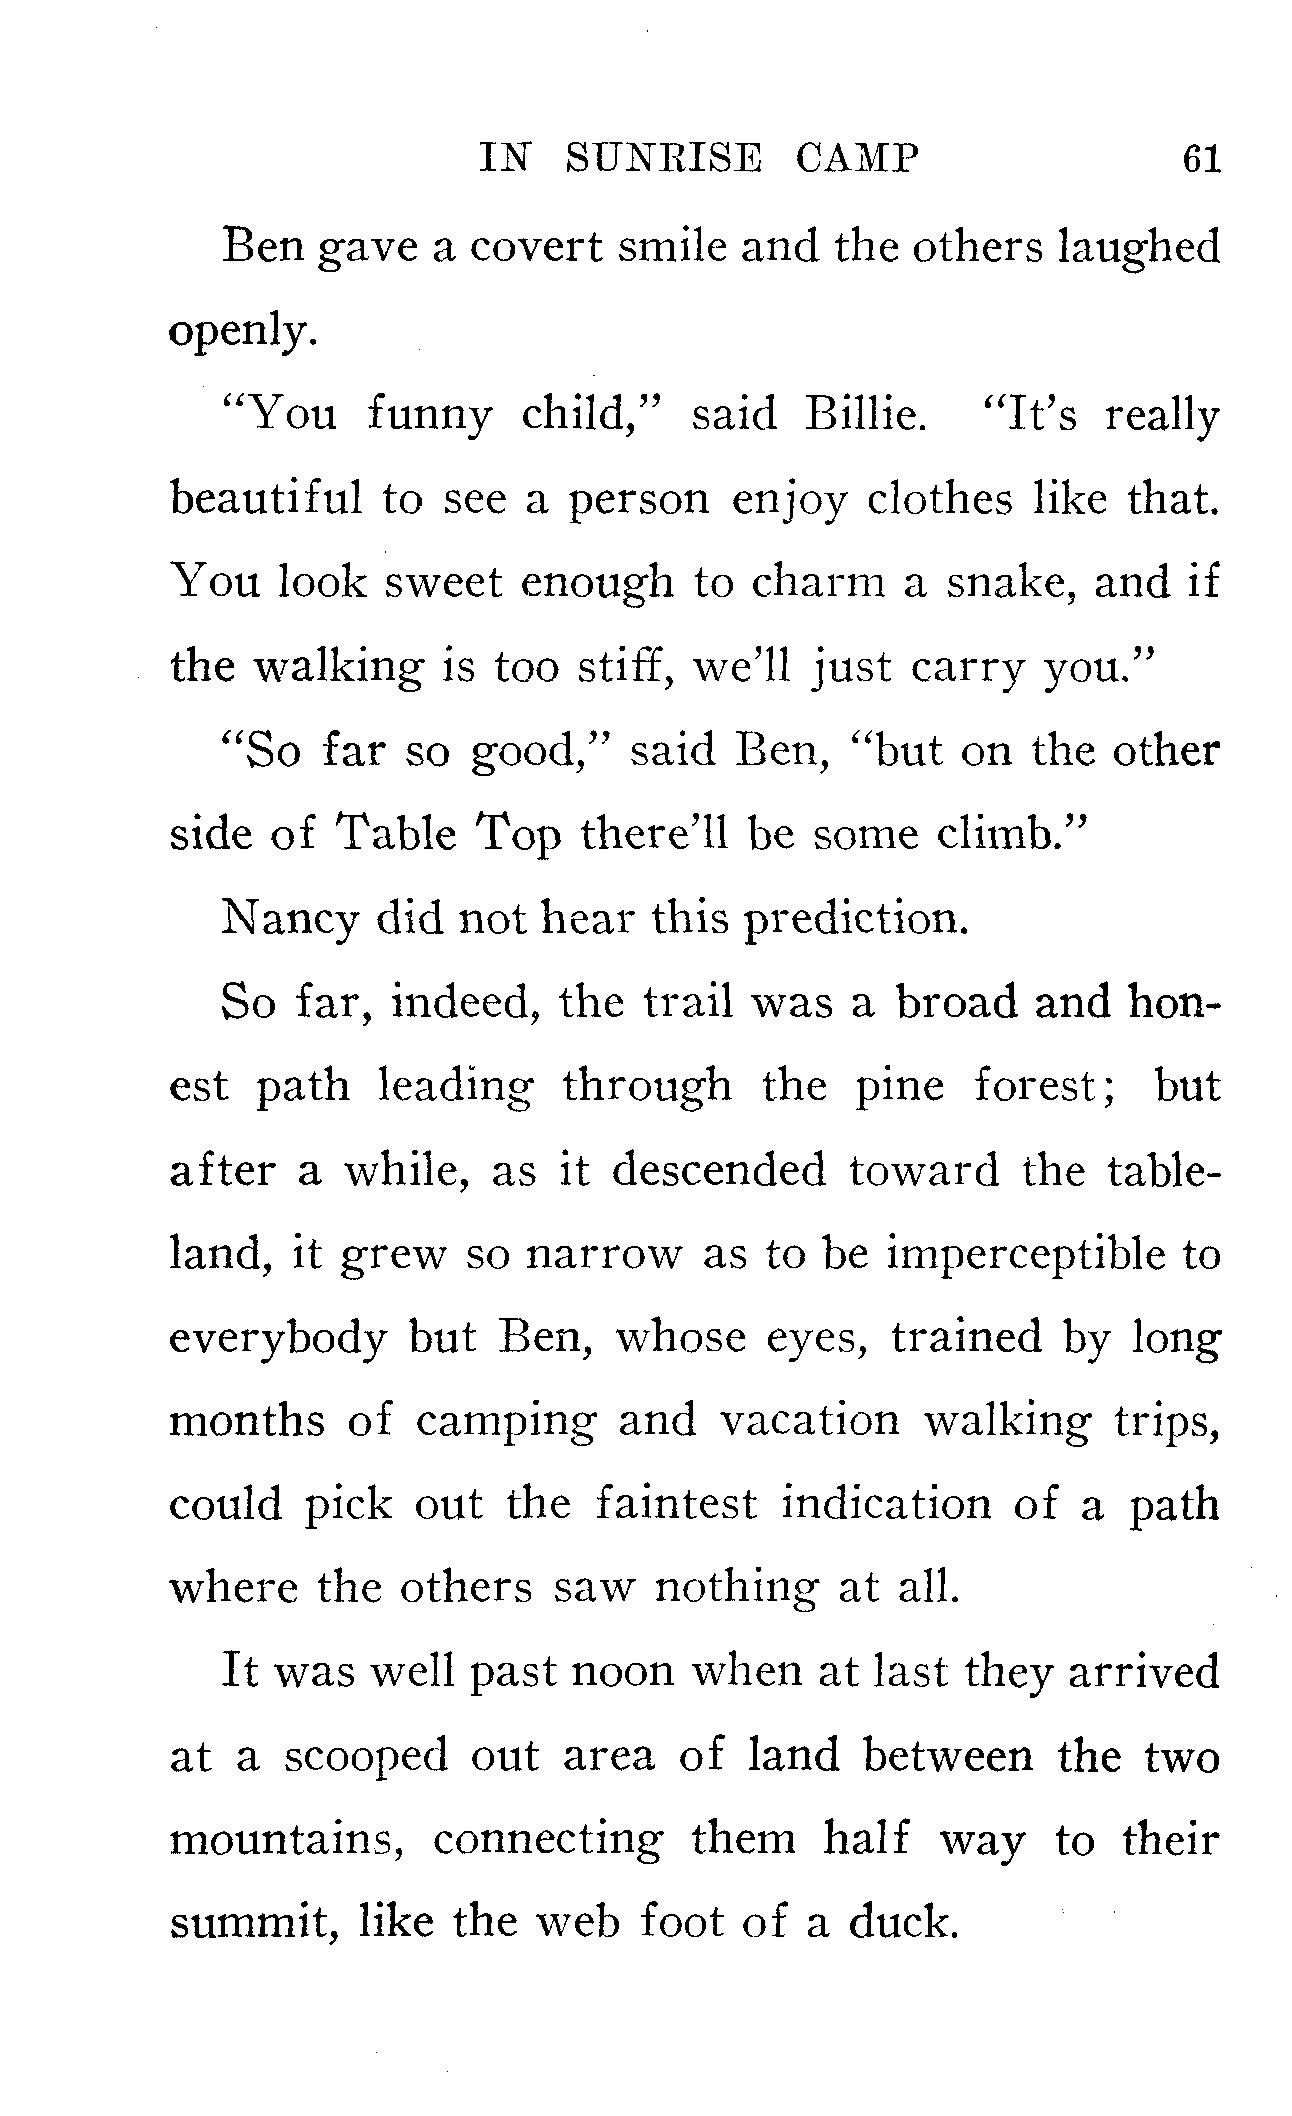 IN SUNRISE CAMP 61
Ben gave a covert smile and the others laughed
openly.
“You funny child,” said Billie. “It’s really
beautiful to see a person enjoy clothes like that.
You look sweet enough to charm a snake, and if
the walking is too stiff, we’ll just carry you.”
“So far so good,” said Ben, “but on the other
side of Table Top there’ll be some climb.”
Nancy did not hear this prediction.
So far, indeed, the trail was a broad and hon-
est path leading through the pine forest; but
after a while, as it descended toward the table-
land, it grew so narrow as to be imperceptible to
everybody but Ben, whose eyes, trained by long
months of camping and vacation walking trips,
could pick out the faintest indication of a path
where the others saw nothing at all.
It was well past noon when at last they arrived
at a scooped out area of land between the two
mountains, connecting them half way to their
summit, like the web foot of a duck.